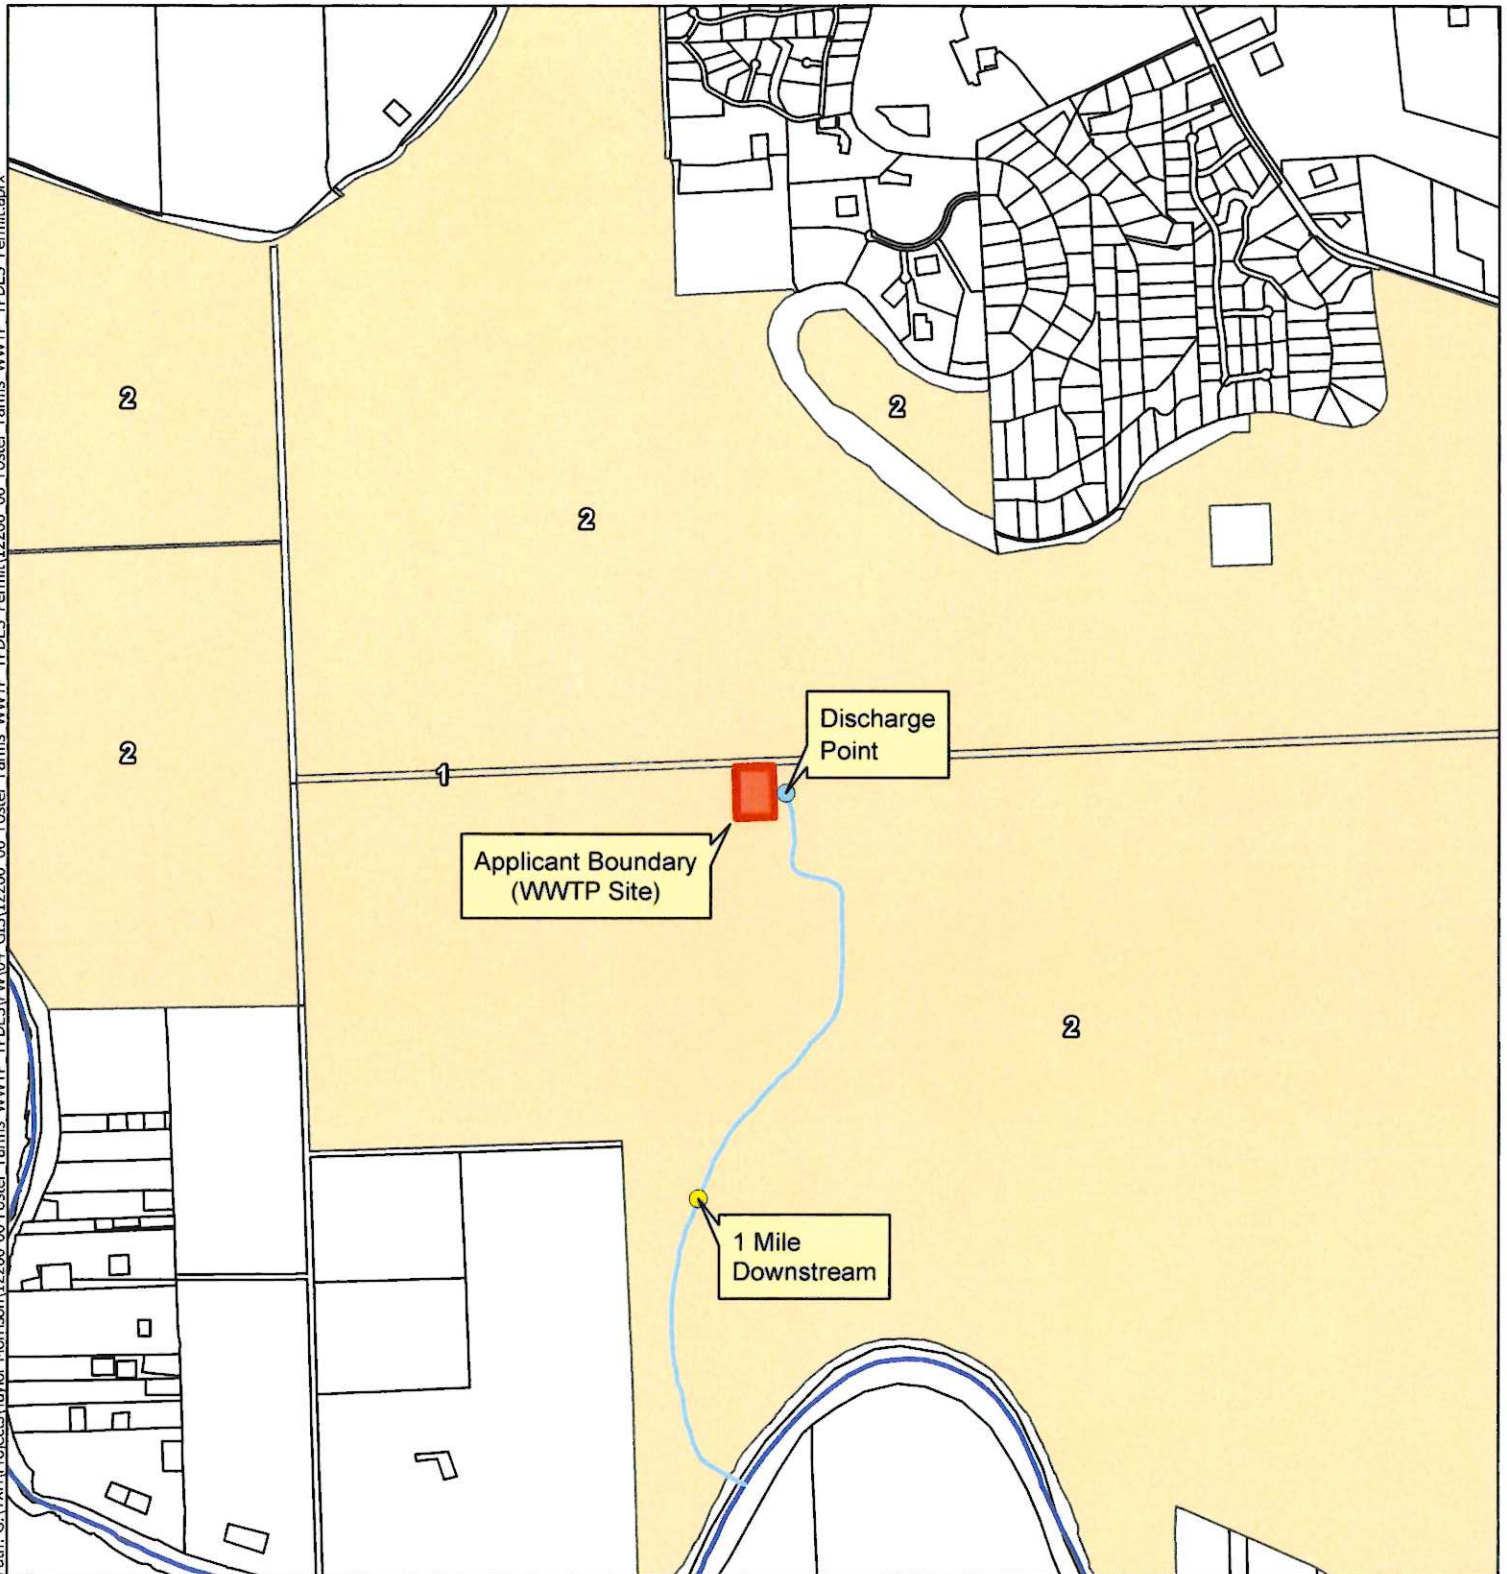 2
2
2
2
1
Discharge
Point
Applicant Boundary
(WWTP Site)
2
1 Mile
Downstream